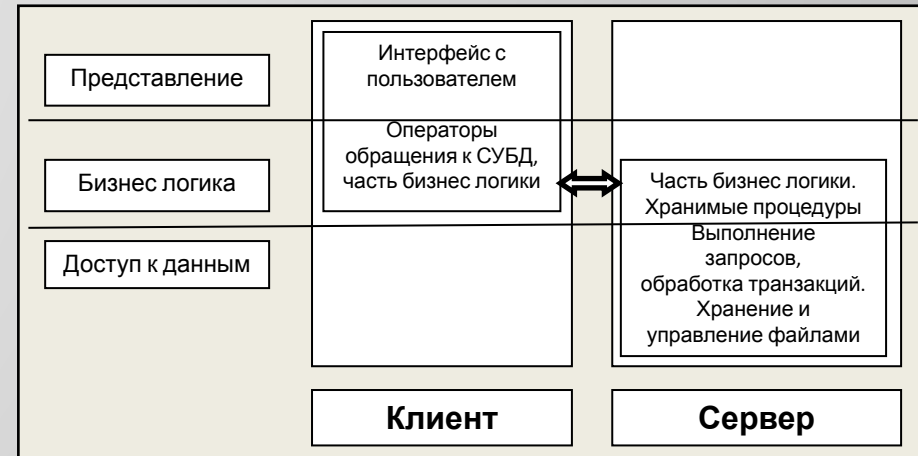 Представление
Интерфейс с
пользователем
Операторы
обращения к СУБД,
часть бизнес логики
Бизнес логика
Часть бизнес логики.
Хранимые процедуры
Выполнение
запросов,
обработка транзакций.
Хранение и
управление файлами
Доступ к данным
Клиент
Сервер